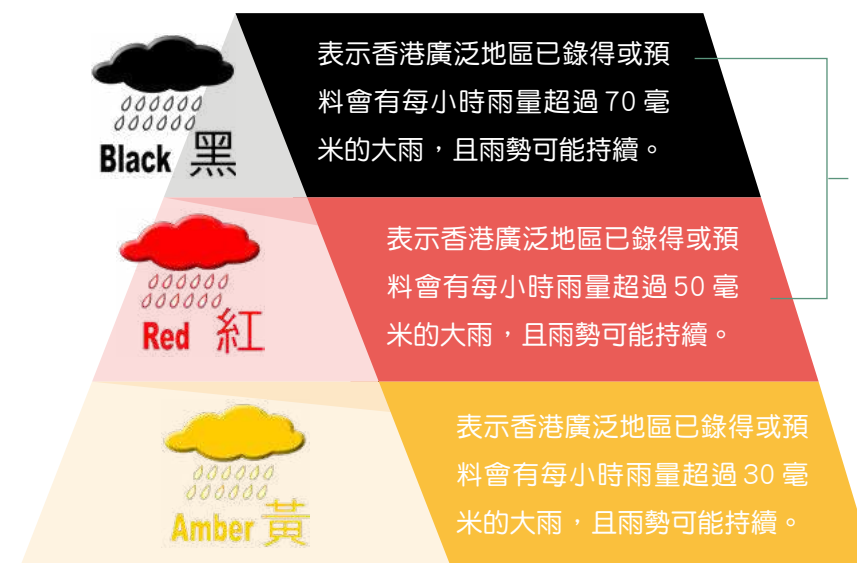 表示香港廣泛地區已錄得或預
料會有每小時雨量超過 70 毫
米的大雨，且雨勢可能持續。
Black 黑
表示香港廣泛地區已錄得或預
料會有每小時雨量超過 50 毫
米的大雨，且雨勢可能持續。
Red 紅
表示香港廣泛地區已錄得或預
料會有每小時雨量超過 30 毫
米的大雨，且雨勢可能持續。
Amber 黃